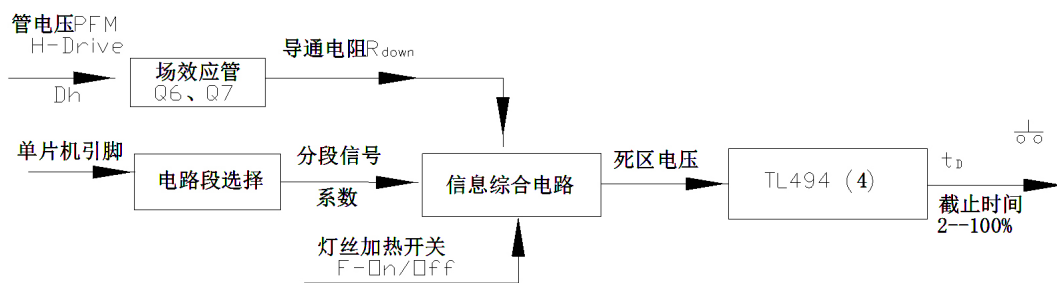 管电压PFM
H-Drive
Dh
场效应管
Q6、Q7
导通电阻Rdown
单片机引脚
电路段选择
分段信号
系数
信息综合电路
死区电压
TL494 (4)
tD
截止时间
2--100%
灯丝加热开关
F-On/Off